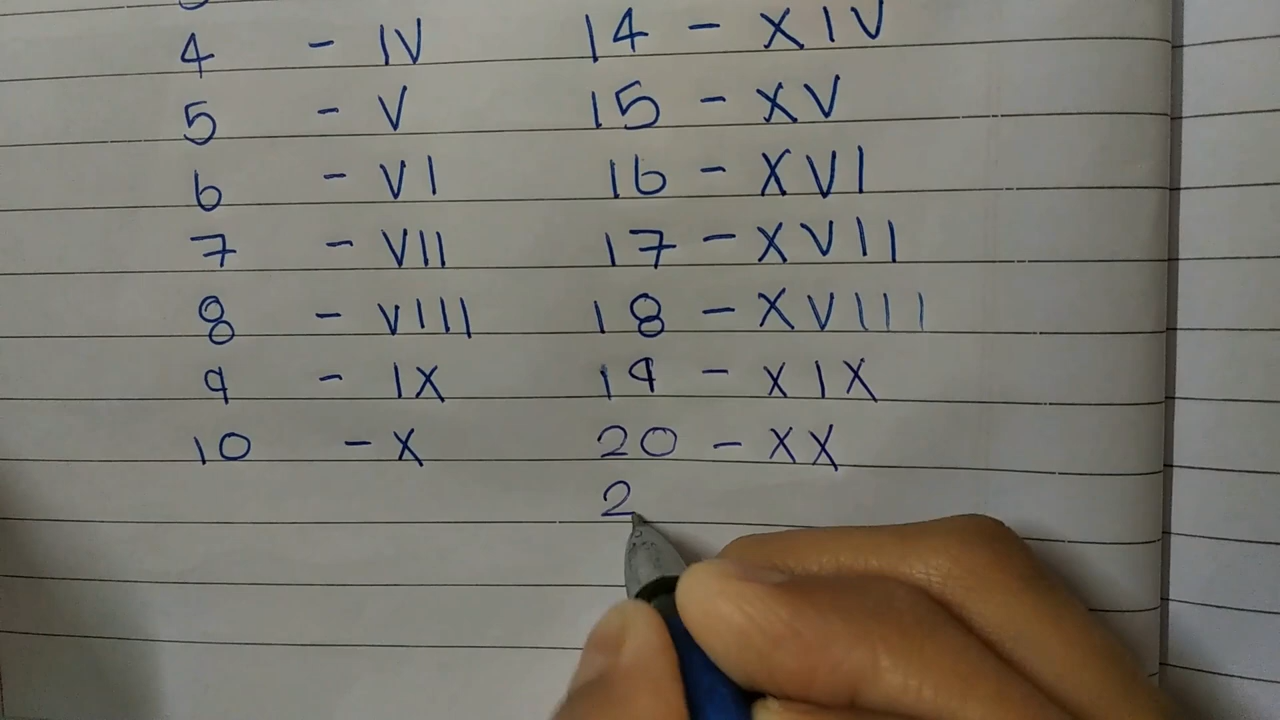 4 - IV 14 - XIV
5 - V 15 - XV
6 - VI 16 - XVI
7 - VII 17 - XVII
8 - VIII 18 - XVIII
9 - IX 19 - XIX
10 - X 20 - XX
2